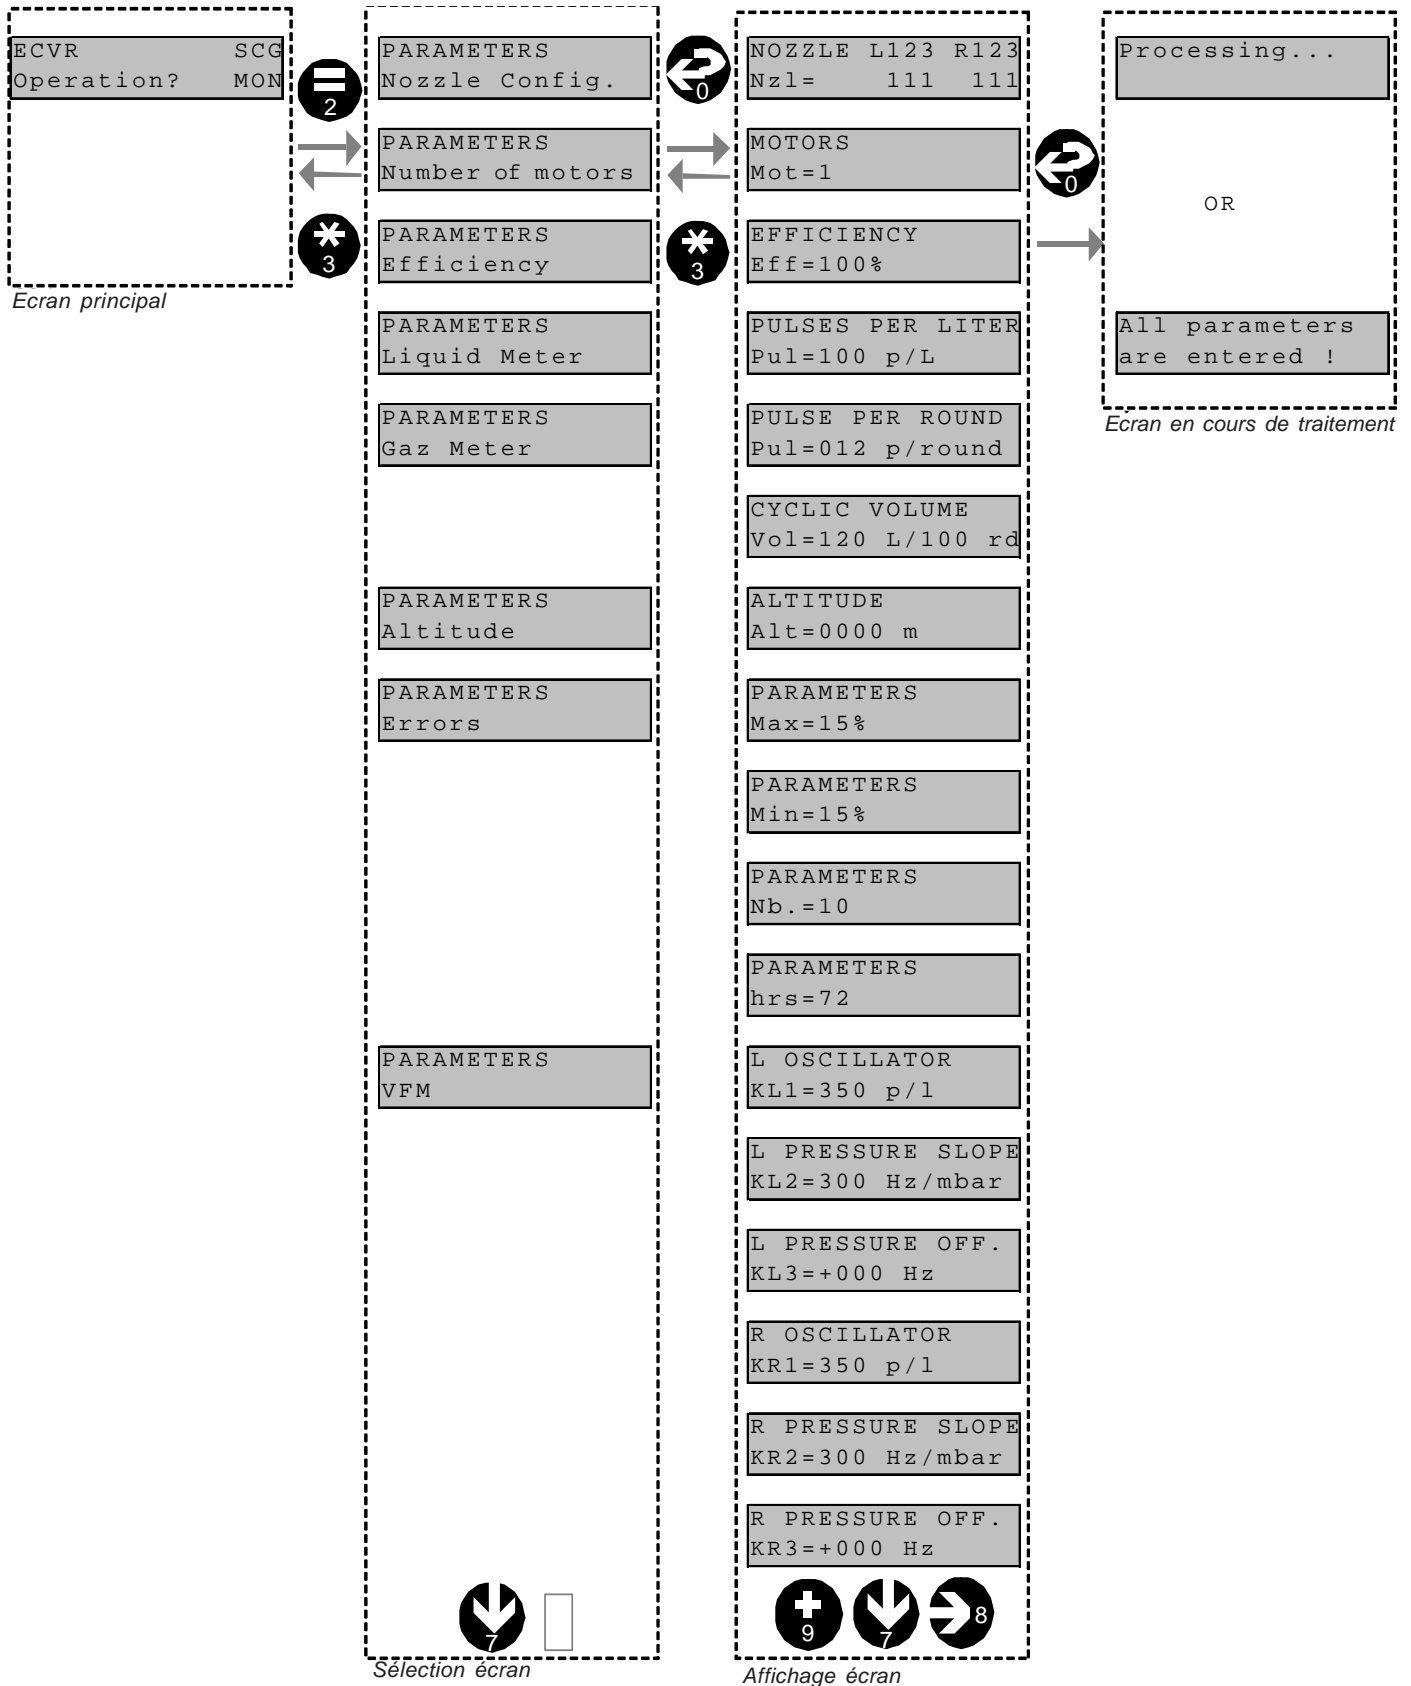 ECVR SCG
Operation? MON
2
3
Ecran principal
PARAMETERS
Nozzle Config.
PARAMETERS
Number of motors
PARAMETERS
Efficiency
PARAMETERS
Liquid Meter
PARAMETERS
Gaz Meter
PARAMETERS
Altitude
PARAMETERS
Errors
PARAMETERS
VFM
7
Sélection écran
0
3
NOZZLE L123 R123
Nzl= 111 111
MOTORS
Mot=1
EFFICIENCY
Eff=100%
PULSES PER LITER
Pul=100 p/L
PULSE PER ROUND
Pul=012 p/round
CYCLIC VOLUME
Vol=120 L/100 rd
ALTITUDE
Alt=0000 m
PARAMETERS
Max=15%
PARAMETERS
Min=15%
PARAMETERS
Nb.=10
PARAMETERS
hrs=72
L OSCILLATOR
KL1=350 p/l
L PRESSURE SLOPE
KL2=300 Hz/mbar
L PRESSURE OFF.
KL3=+000 Hz
R OSCILLATOR
KR1=350 p/l
R PRESSURE SLOPE
KR2=300 Hz/mbar
R PRESSURE OFF.
KR3=+000 Hz
9 7 8
Affichage écran
0
Processing...
OR
All parameters
are entered !
Ecran en cours de traitement